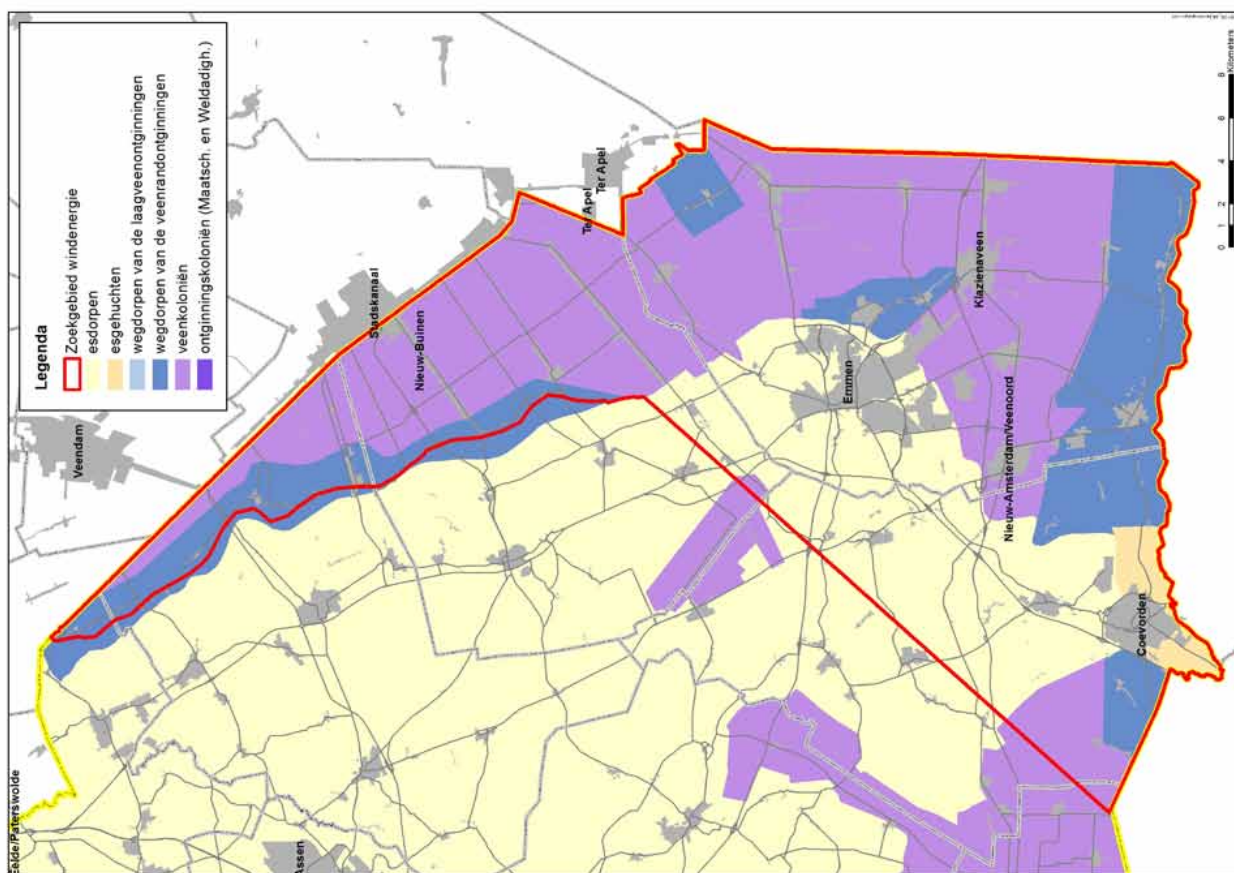 Legenda
Zoekgebied windenergie
esdorpen
esgehuchten
wegdorpen van de laagveenontginningen
wegdorpen van de veenrandontginningen
veenkoloniën
ontginningskoloniën (Maatsch. en Weldadigh.)
Eelde/Paterswolde
Assen
Veendam
Stadskanaal
Nieuw-Buinen
Ter Apel
Ter Apel
Emmen
Klazienaveen
Nieuw-Amsterdam/Veenoord
Coevorden
0 2 4 6 8
Kilometers